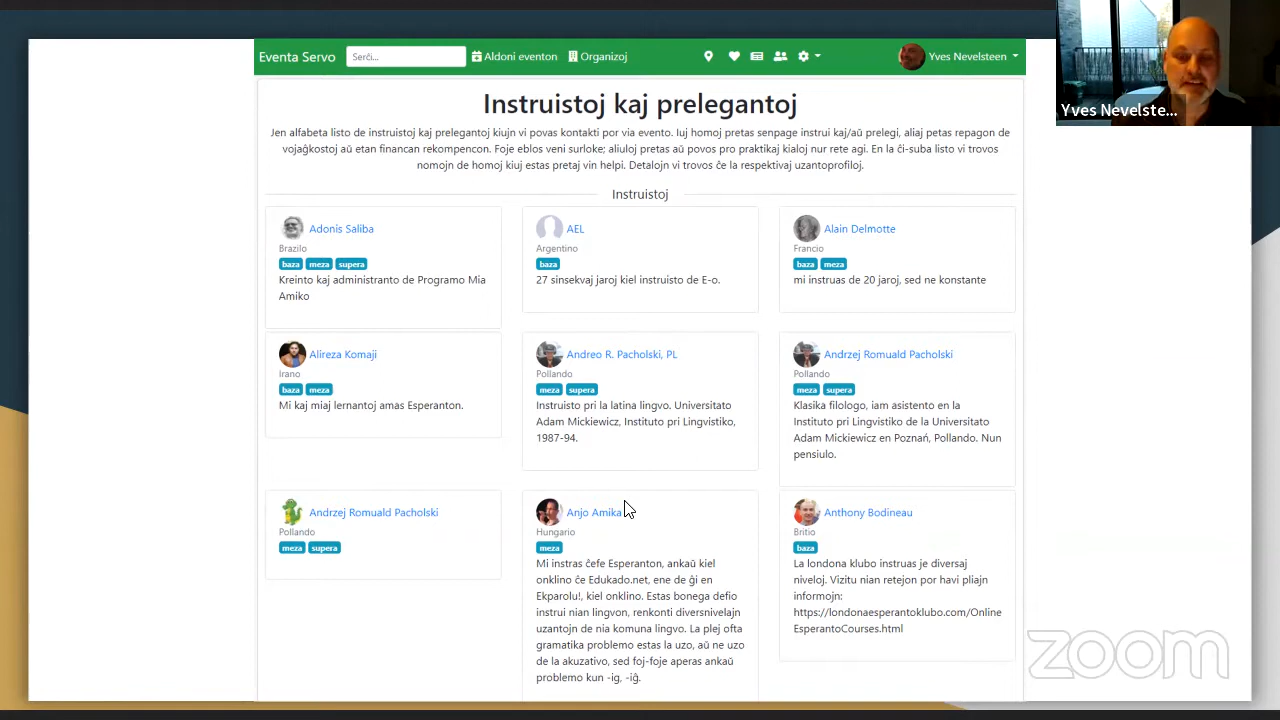 Eventa Servo
Serĉi...
Aldoni eventon
Organizoj
Yves Nevelsteen
Yves Nevelste...
Instruistoj kaj prelegantoj
Jen alfabeta listo de instruistoj kaj prelegantoj kiujn vi povas kontakti por via evento. Iuj homoj pretas senpage instrui kaj/aŭ prelegi, aliaj petas repagon de
vojaĝkostoj aŭ etan financan rekompencon. Foje eblos veni surloke; aliuloj pretas aŭ povos pro praktikaj kialoj nur rete agi. En la ĉi-suba listo vi trovos
nomojn de homoj kiuj estas pretaj vin helpi. Detalojn vi trovos ĉe la respektivaj uzantoprofiloj.
Instruistoj
Adonis Saliba
Brazilo
baza meza supera
Kreinto kaj administranto de Programo Mia
Amiko
AEL
Argentino
baza
27 sinsekvaj jaroj kiel instruisto de E-o.
Alain Delmotte
Francio
baza meza
mi instruas de 20 jaroj, sed ne konstante
Alireza Komaji
Irano
baza meza
Mi kaj miaj lernantoj amas Esperanton.
Andreo R. Pacholski, PL
Pollando
meza supera
Instruisto pri la latina lingvo. Universitato
Adam Mickiewicz, Instituto pri Lingvistiko,
1987-94.
Andrzej Romuald Pacholski
Pollando
meza supera
Klasika filologo, iam asistento en la
Instituto pri Lingvistiko de la Universitato
Adam Mickiewicz en Poznań, Pollando. Nun
pensiulo.
Andrzej Romuald Pacholski
Pollando
meza supera
Anjo Amika
Hungario
meza
Mi instras ĉefe Esperanton, ankaŭ kiel
onklino ĉe Edukado.net, ene de ĝi en
Ekparolu!, kiel onklino. Estas bonega defio
instrui nian lingvon, renkonti diversnivelajn
uzantojn de nia komuna lingvo. La plej ofta
gramatika problemo estas la uzo, aŭ ne uzo
de la akuzativo, sed foj-foje aperas ankaŭ
problemo kun -ig, -iĝ.
Anthony Bodineau
Britio
baza
La londona klubo instruas je diversaj
niveloj. Vizitu nian retejon por havi pliajn
informojn:
https://londonaesperantoklubo.com/Online
EsperantoCourses.html
zoom